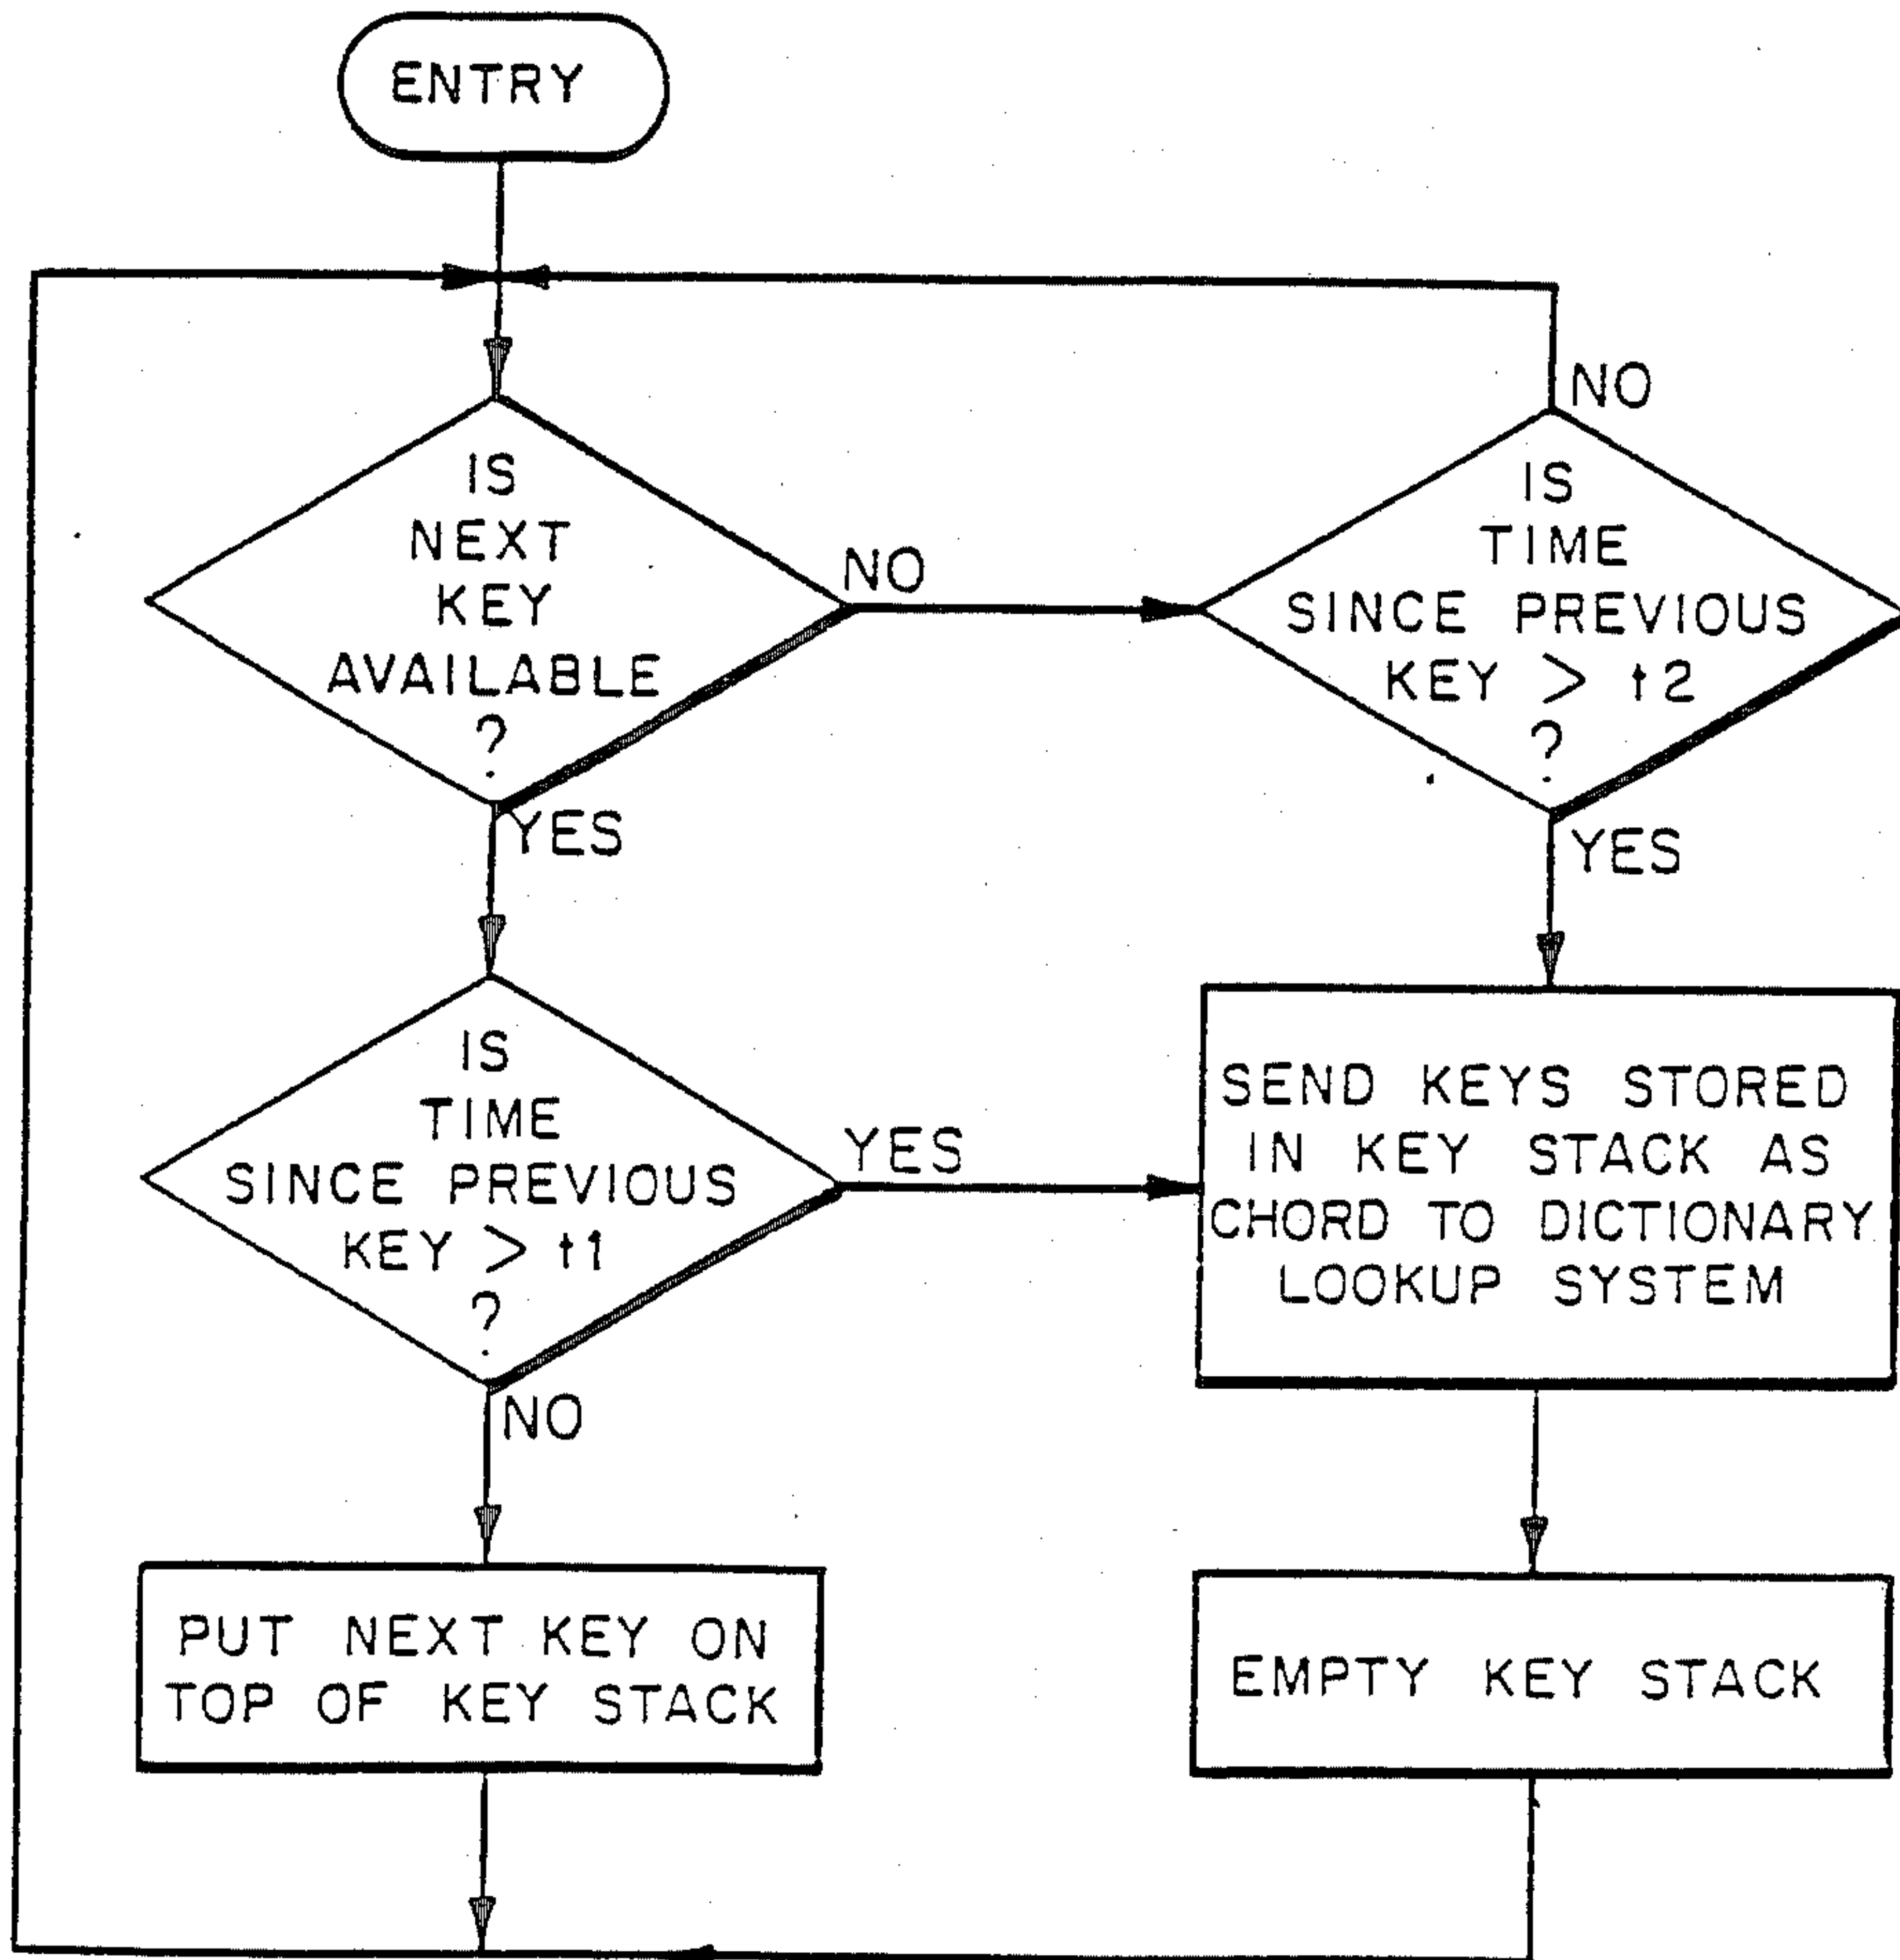 ENTRY
IS
NEXT
KEY
AVAILABLE
?
NO
YES
IS
TIME
SINCE PREVIOUS
KEY > t2
?
NO
YES
IS
TIME
SINCE PREVIOUS
KEY > t1
?
YES
NO
SEND KEYS STORED
IN KEY STACK AS
CHORD TO DICTIONARY
LOOKUP SYSTEM
PUT NEXT KEY ON
TOP OF KEY STACK
EMPTY KEY STACK